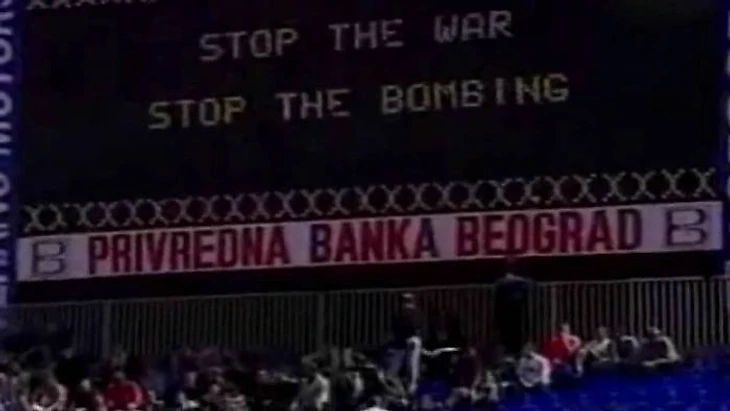 STOP THE WAR
STOP THE BOMBING
B PRIVREDNA BANKA BEOGRAD B